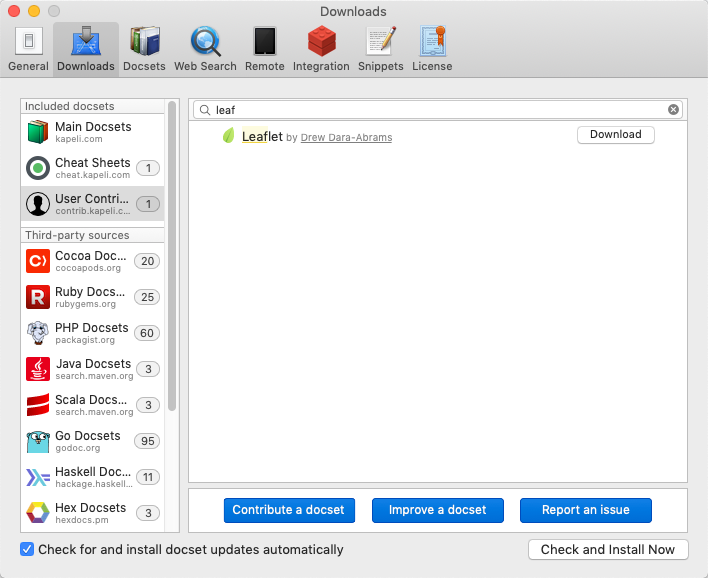 Downloads
General
Downloads
Docsets
Web Search
Remote
Integration
Snippets
License
Included docsets
Main Docsets
kapeli.com
Cheat Sheets
cheat.kapeli.com
1
User Contri...
contrib.kapeli.c...
1
Third-party sources
Cocoa Doc...
cocoapods.org
20
Ruby Docs...
rubygems.org
25
PHP Docsets
packagist.org
60
Java Docsets
search.maven.org
3
Scala Docs...
search.maven.org
3
Go Docsets
godoc.org
95
Haskell Doc...
hackage.haskell...
11
Hex Docsets
hexdocs.pm
3
leaf
Leaflet by Drew Dara-Abrams
Download
Contribute a docset
Improve a docset
Report an issue
Check for and install docset updates automatically
Check and Install Now